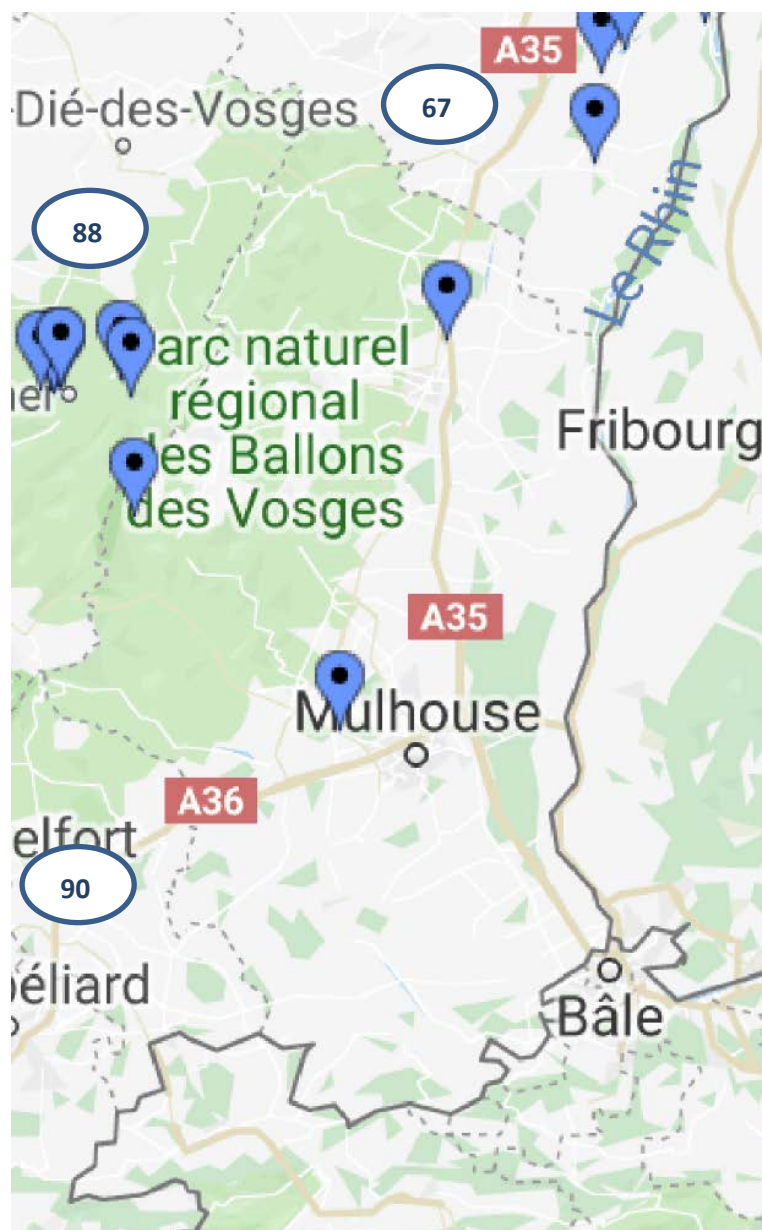 A35
67
-Dié-des-Vosges
88
Le Rhin
arc naturel
régional
des Ballons
des Vosges
Fribourg
A35
Mulhouse
A36
elfort
90
béliard
Bâle